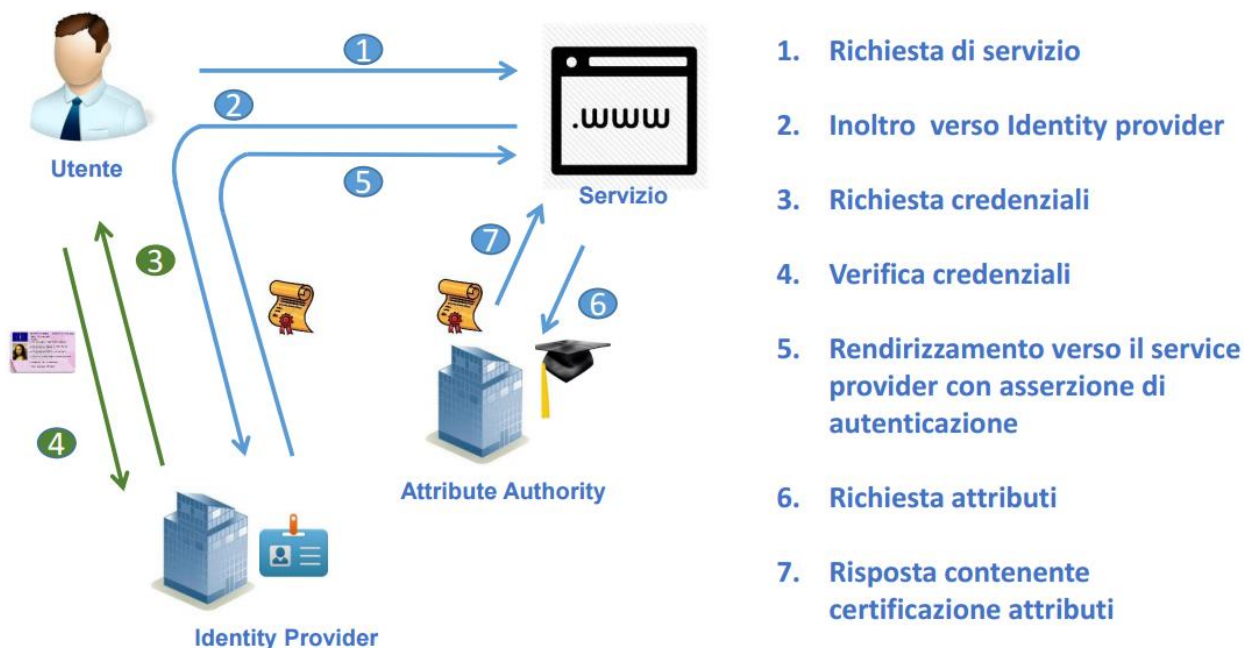 1
2
5
3
7
6
4
.www
Utente
Servizio
Attribute Authority
Identity Provider
1. Richiesta di servizio
2. Inoltro verso Identity provider
3. Richiesta credenziali
4. Verifica credenziali
5. Rendirizzamento verso il service
provider con asserzione di
autenticazione
6. Richiesta attributi
7. Risposta contenente
certificazione attributi